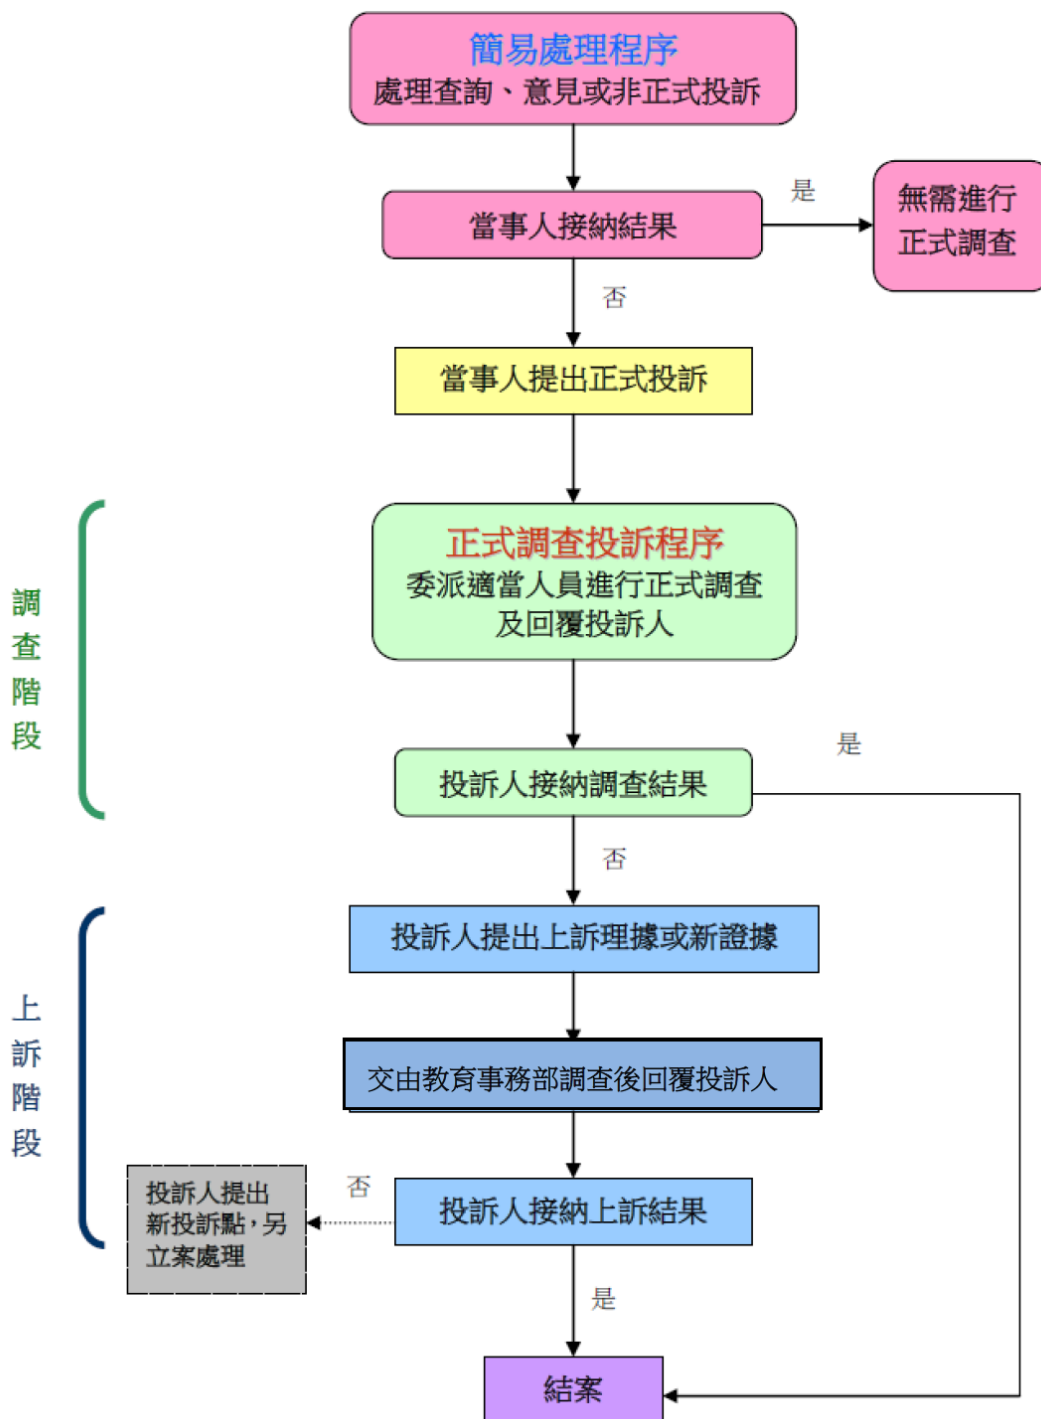 簡易處理程序
處理查詢、意見或非正式投訴
當事人接納結果
是
無需進行
正式調查
否
當事人提出正式投訴
調查階段
正式調查投訴程序
委派適當人員進行正式調查
及回覆投訴人
投訴人接納調查結果
是
否
上訴階段
投訴人提出上訴理據或新證據
交由教育事務部調查後回覆投訴人
投訴人接納上訴結果
否
投訴人提出
新投訴點，另
立案處理
是
結案